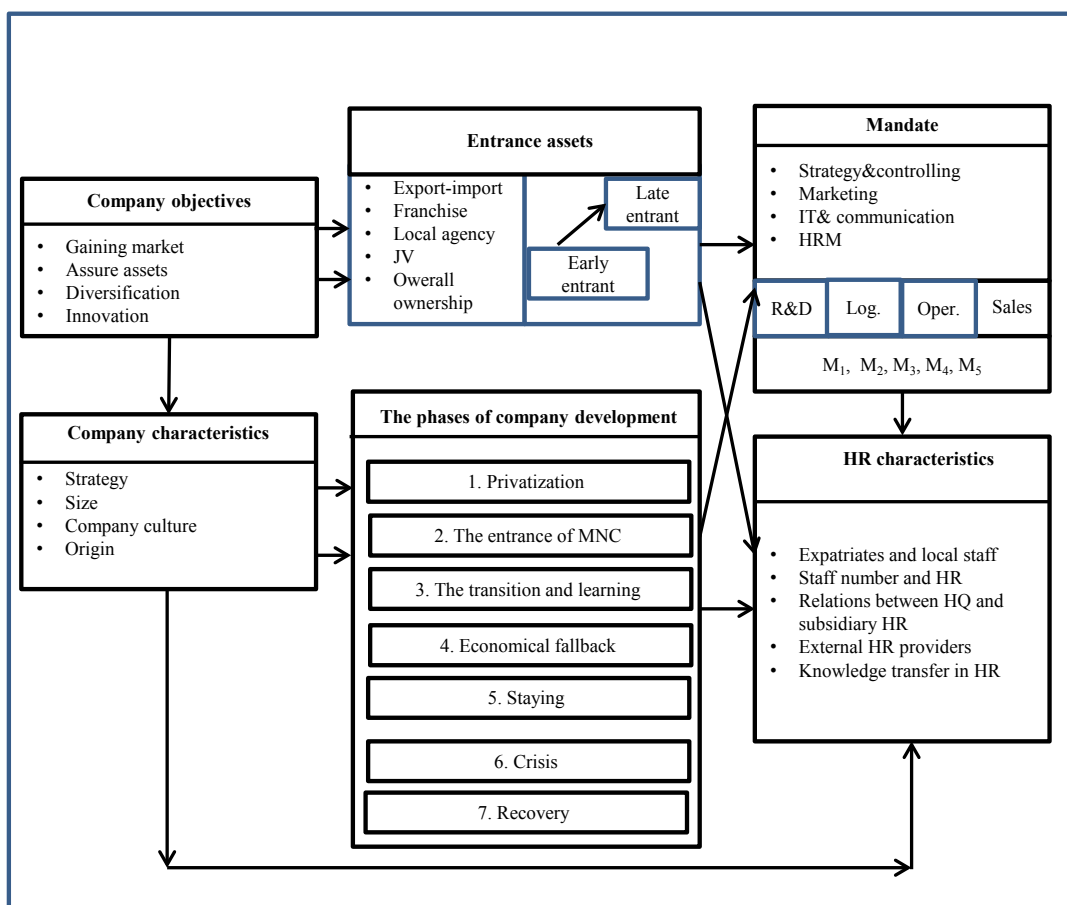 Company objectives
• Gaining market
• Assure assets
• Diversification
• Innovation
Company characteristics
• Strategy
• Size
• Company culture
• Origin
Entrance assets
• Export-import
• Franchise
• Local agency
• JV
• Owerall
ownership
Late
entrant
Early
entrant
The phases of company development
1. Privatization
2. The entrance of MNC
3. The transition and learning
4. Economical fallback
5. Staying
6. Crisis
7. Recovery
Mandate
• Strategy&controlling
• Marketing
• IT& communication
• HRM
R&D Log. Oper. Sales
M₁, M₂, M₃, M₄, M₅
HR characteristics
• Expatriates and local staff
• Staff number and HR
• Relations between HQ and
subsidiary HR
• External HR providers
• Knowledge transfer in HR